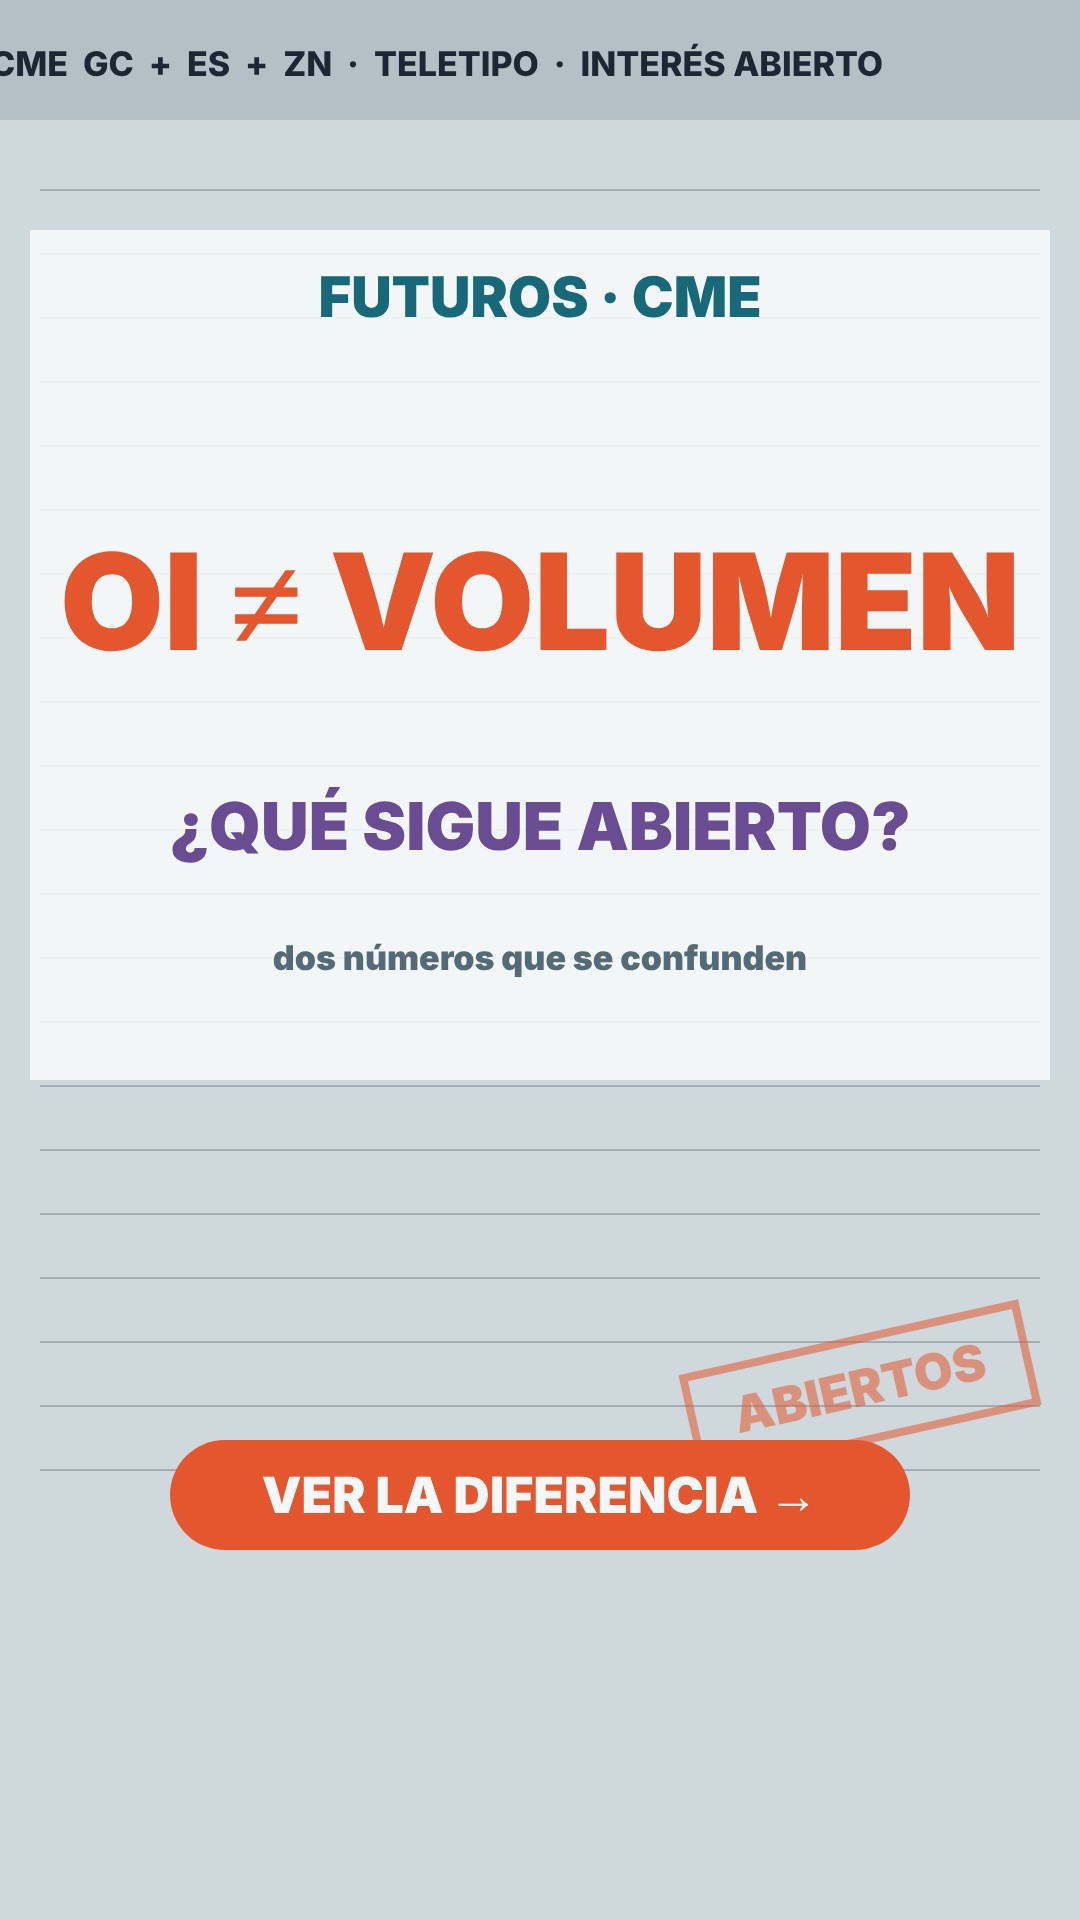 CME GC + ES + ZN · TELETIPO · INTERÉS ABIERTO
FUTUROS · CME
OI ≠ VOLUMEN
¿QUÉ SIGUE ABIERTO?
dos números que se confunden
ABIERTOS
VER LA DIFERENCIA →